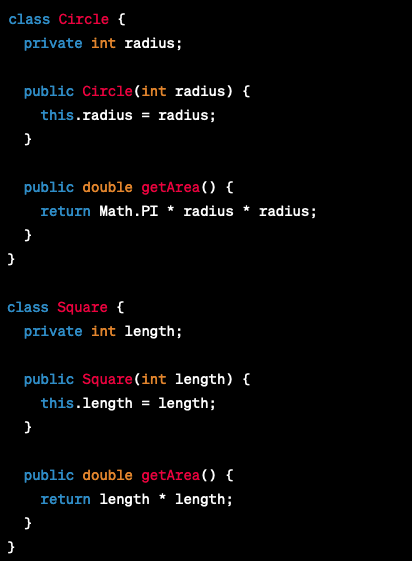 class Circle {
  private int radius;

  public Circle(int radius) {
    this.radius = radius;
  }

  public double getArea() {
    return Math.PI * radius * radius;
  }
}

class Square {
  private int length;

  public Square(int length) {
    this.length = length;
  }

  public double getArea() {
    return length * length;
  }
}